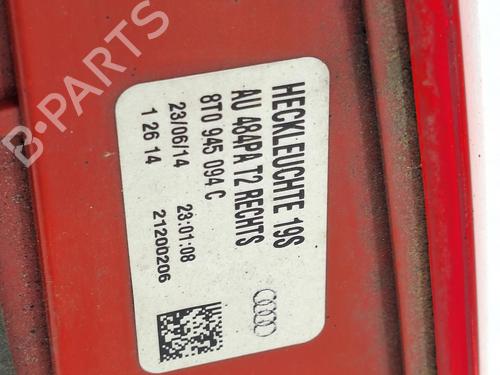 HECKLEUCHTE 19S
AU 484PA T2 RECHTS
8T0 945 094 C
23/06/14 23:01:08
1 26 14 21200206
B-PARTS